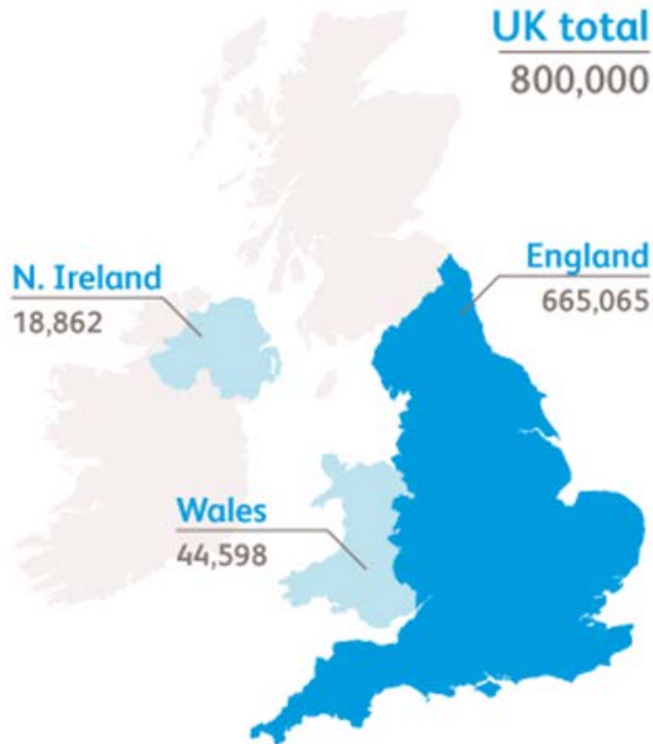 UK total
800,000
N. Ireland
18,862
England
665,065
Wales
44,598